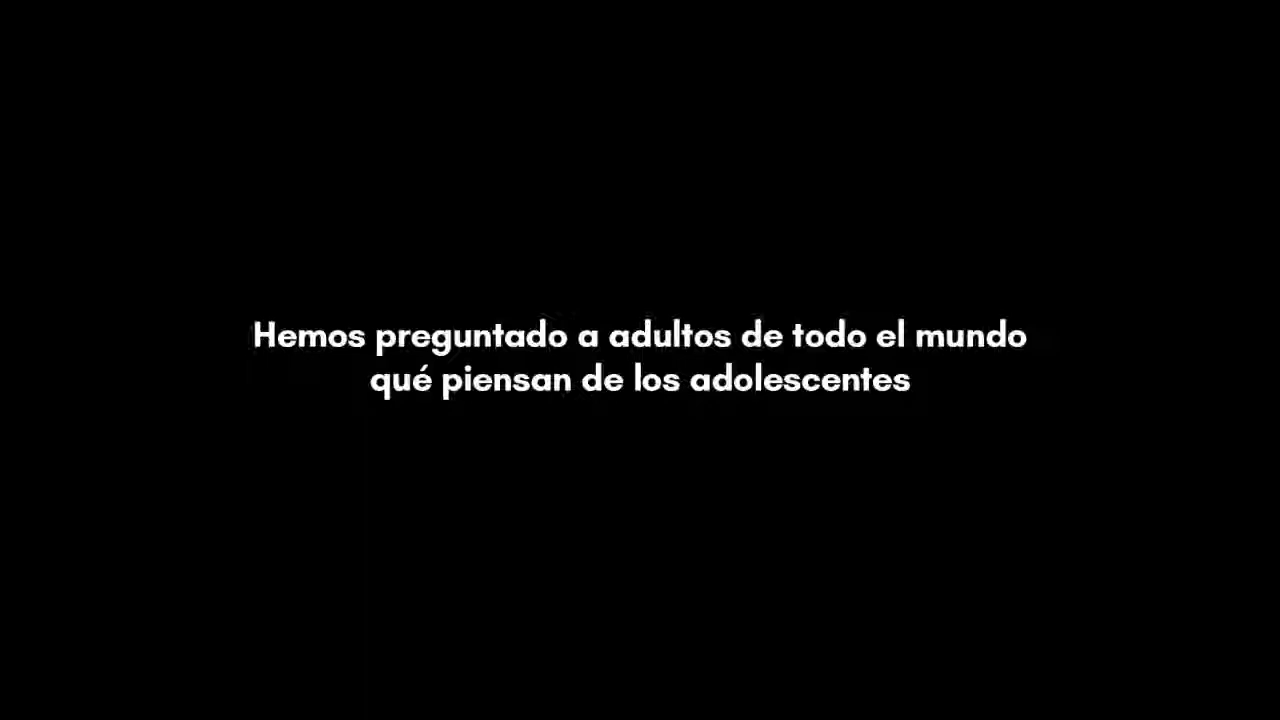 Hemos preguntado a adultos de todo el mundo
qué piensan de los adolescentes